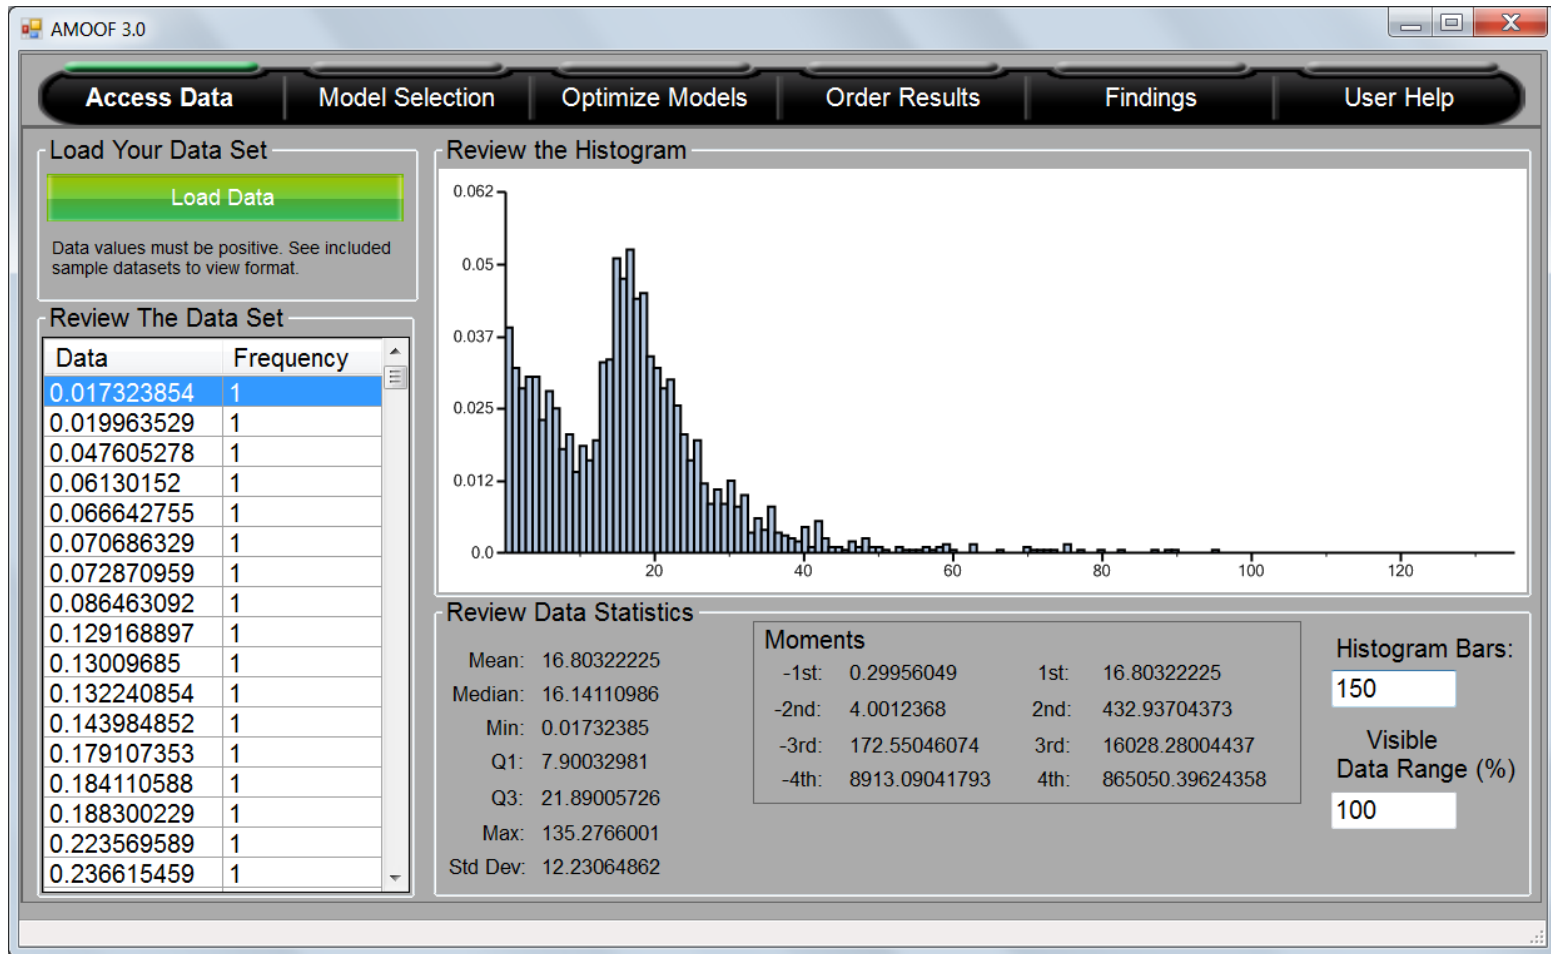 AMOOF 3.0
Access Data Model Selection Optimize Models Order Results Findings User Help
Load Your Data Set
Load Data
Data values must be positive. See included
sample datasets to view format.
Review The Data Set
Data Frequency
0.017323854 1
0.019963529 1
0.047605278 1
0.06130152 1
0.066642755 1
0.070686329 1
0.072870959 1
0.086463092 1
0.129168897 1
0.13009685 1
0.132240854 1
0.143984852 1
0.179107353 1
0.184110588 1
0.188300229 1
0.223569589 1
0.236615459 1
Review the Histogram
0.062
0.05
0.037
0.025
0.012
0.0
20 40 60 80 100 120
Review Data Statistics
Mean: 16.80322225
Median: 16.14110986
Min: 0.01732385
Q1: 7.90032981
Q3: 21.89005726
Max: 135.2766001
Std Dev: 12.23064862
Moments
-1st: 0.29956049 1st: 16.80322225
-2nd: 4.0012368 2nd: 432.93704373
-3rd: 172.55046074 3rd: 16028.28004437
-4th: 8913.09041793 4th: 865050.39624358
Histogram Bars:
150
Visible
Data Range (%)
100